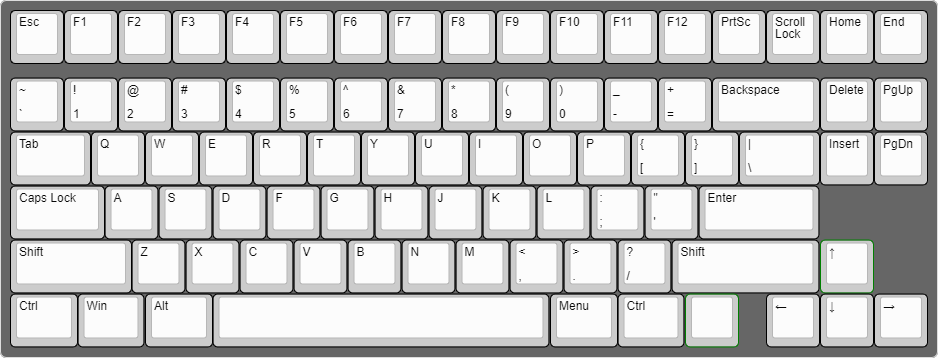 Esc F1 F2 F3 F4 F5 F6 F7 F8 F9 F10 F11 F12 PrtSc Scroll Lock Home End
~ ! @ # $ % ^ & * ( ) _ + Backspace Delete PgUp
` 1 2 3 4 5 6 7 8 9 0 - =
Tab Q W E R T Y U I O P { } | Insert PgDn
[ ] \
Caps Lock A S D F G H J K L : " Enter
; '
Shift Z X C V B N M < > ? Shift ↑
, . /
Ctrl Win Alt Menu Ctrl ← ↓ →